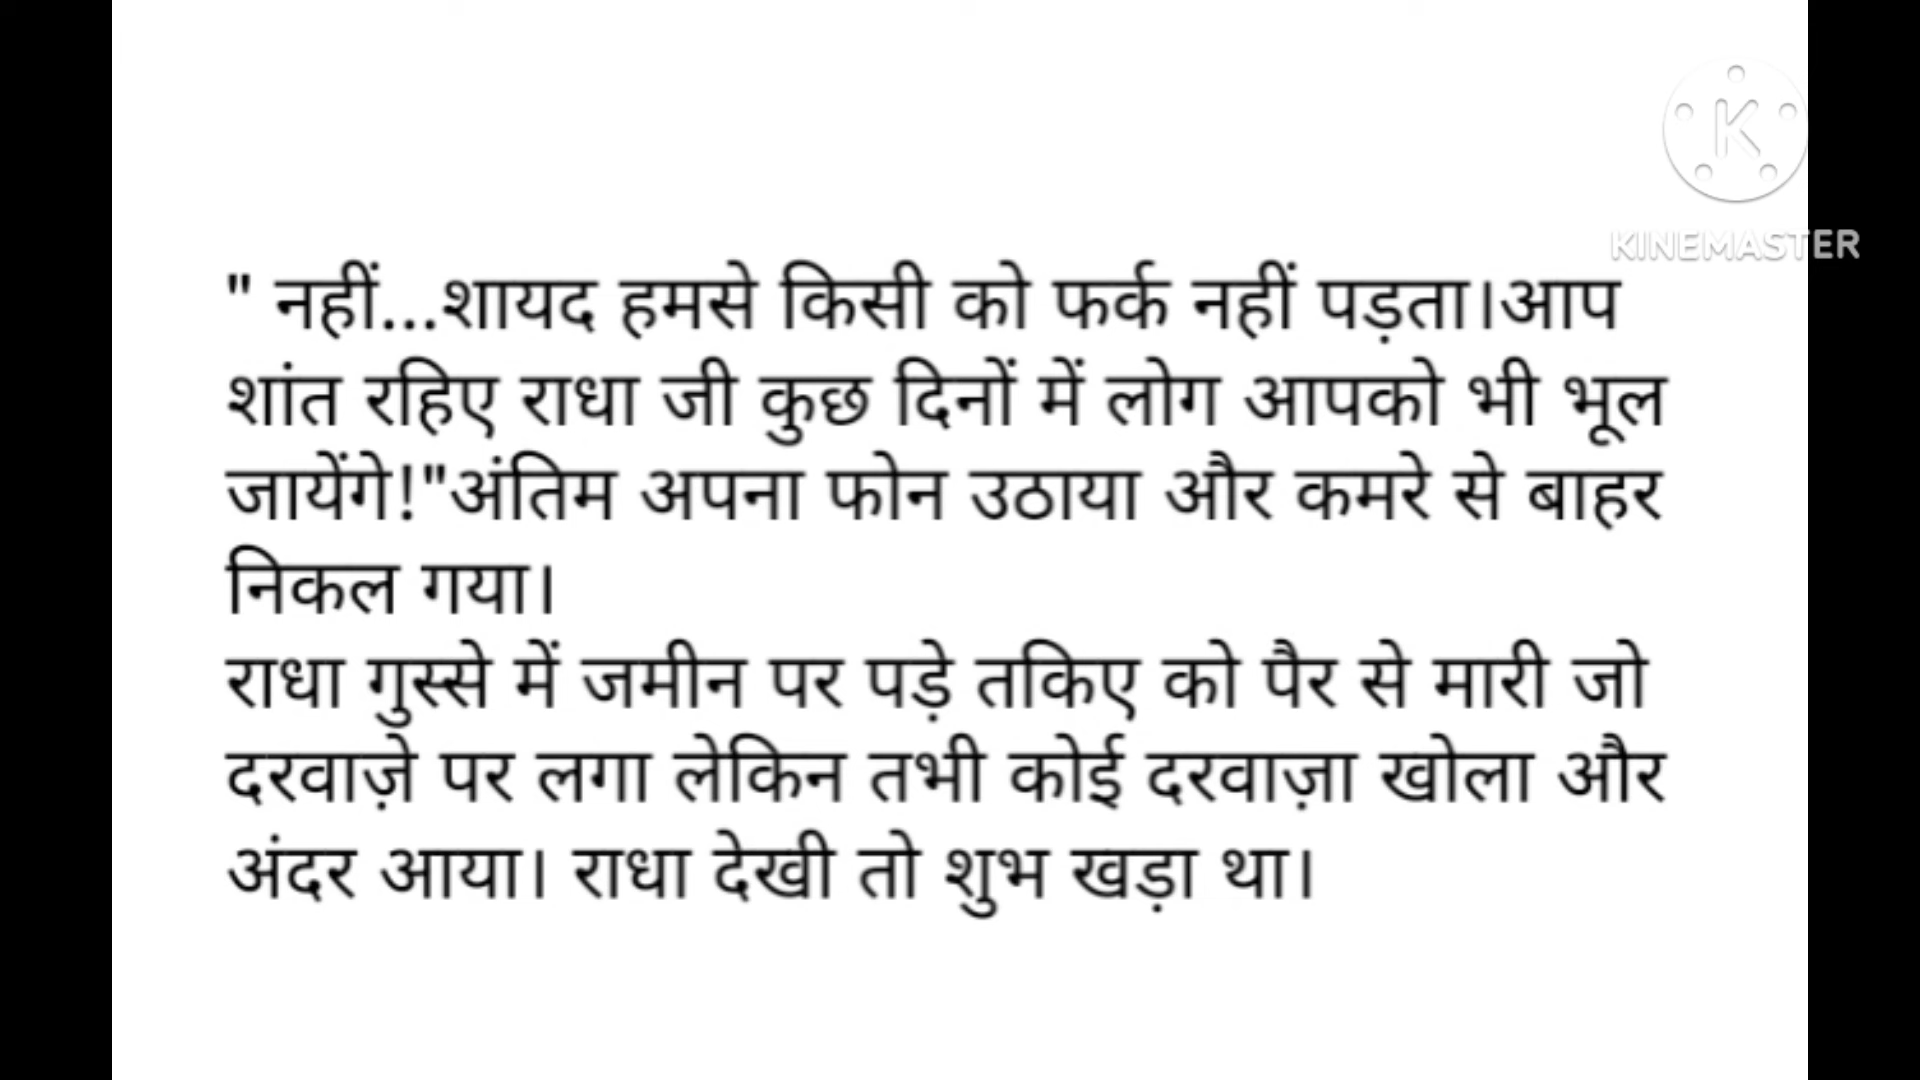 KINEMASTER
" नहीं...शायद हमसे किसी को फर्क नहीं पड़ता।आप
शांत रहिए राधा जी कुछ दिनों में लोग आपको भी भूल
जायेंगे!"अंतिम अपना फोन उठाया और कमरे से बाहर
निकल गया।
राधा गुस्से में जमीन पर पड़े तकिए को पैर से मारी जो
दरवाज़े पर लगा लेकिन तभी कोई दरवाज़ा खोला और
अंदर आया। राधा देखी तो शुभ खड़ा था।